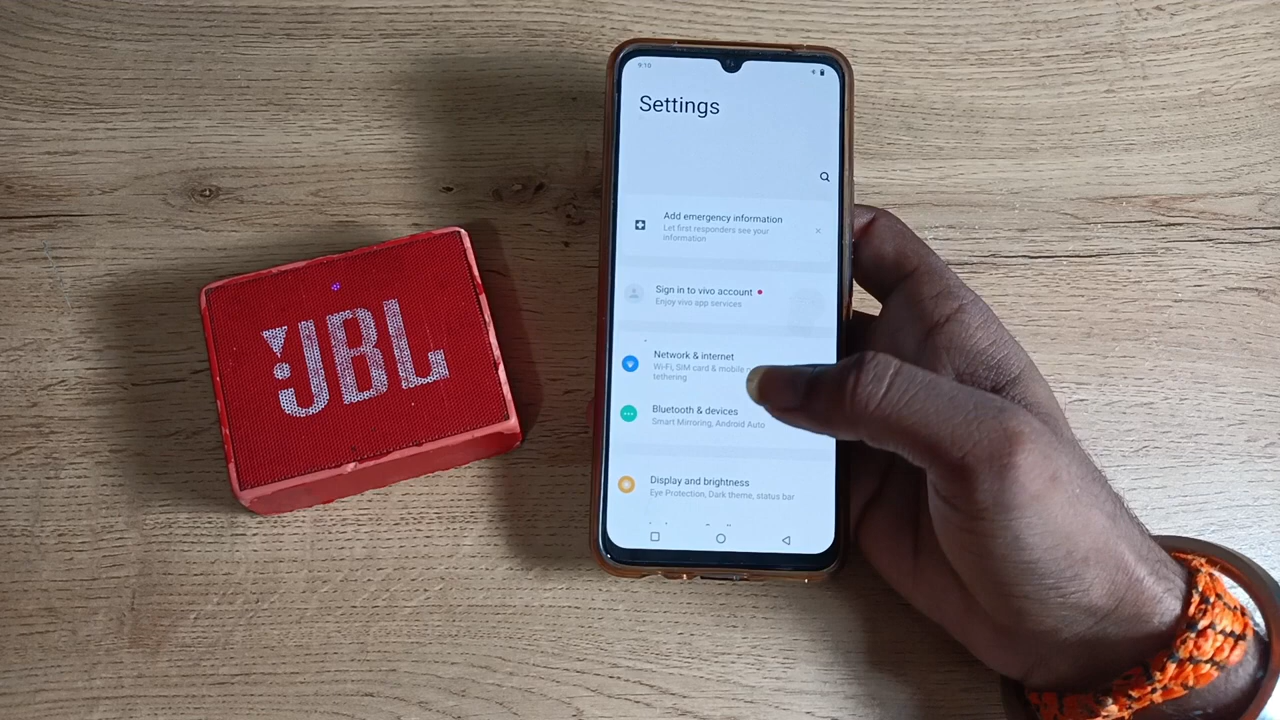 JBL
9:10
Settings
Add emergency information
Let first responders see your
information
Sign in to vivo account
Enjoy vivo app services
Network & internet
Wi-Fi, SIM card & mobile
tethering
Bluetooth & devices
Smart Mirroring, Android Auto
Display and brightness
Eye Protection, Dark theme, status bar